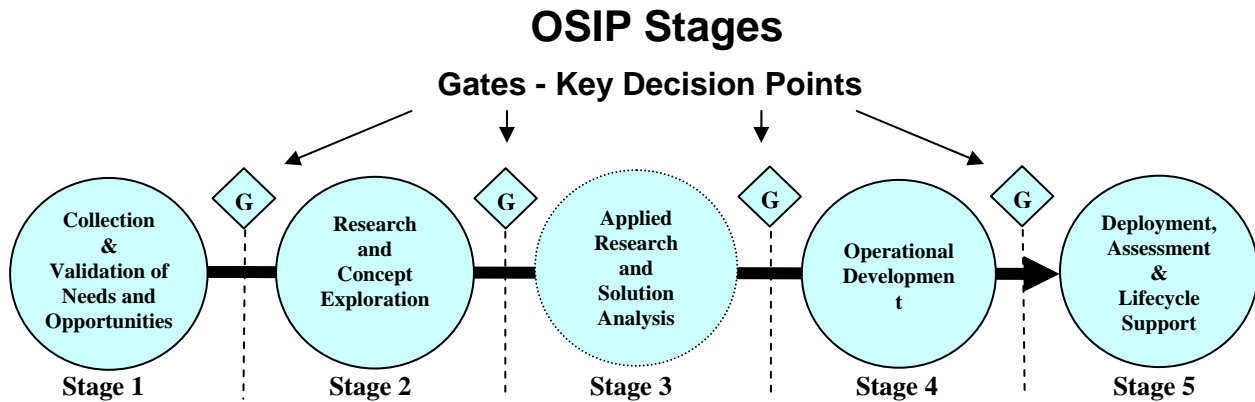 OSIP Stages
Gates - Key Decision Points
G
G
G
G
Collection
&
Validation of
Needs and
Opportunities
Research
and
Concept
Exploration
Applied
Research
and
Solution
Analysis
Operational
Developmen
t
Deployment,
Assessment
&
Lifecycle
Support
Stage 1
Stage 2
Stage 3
Stage 4
Stage 5